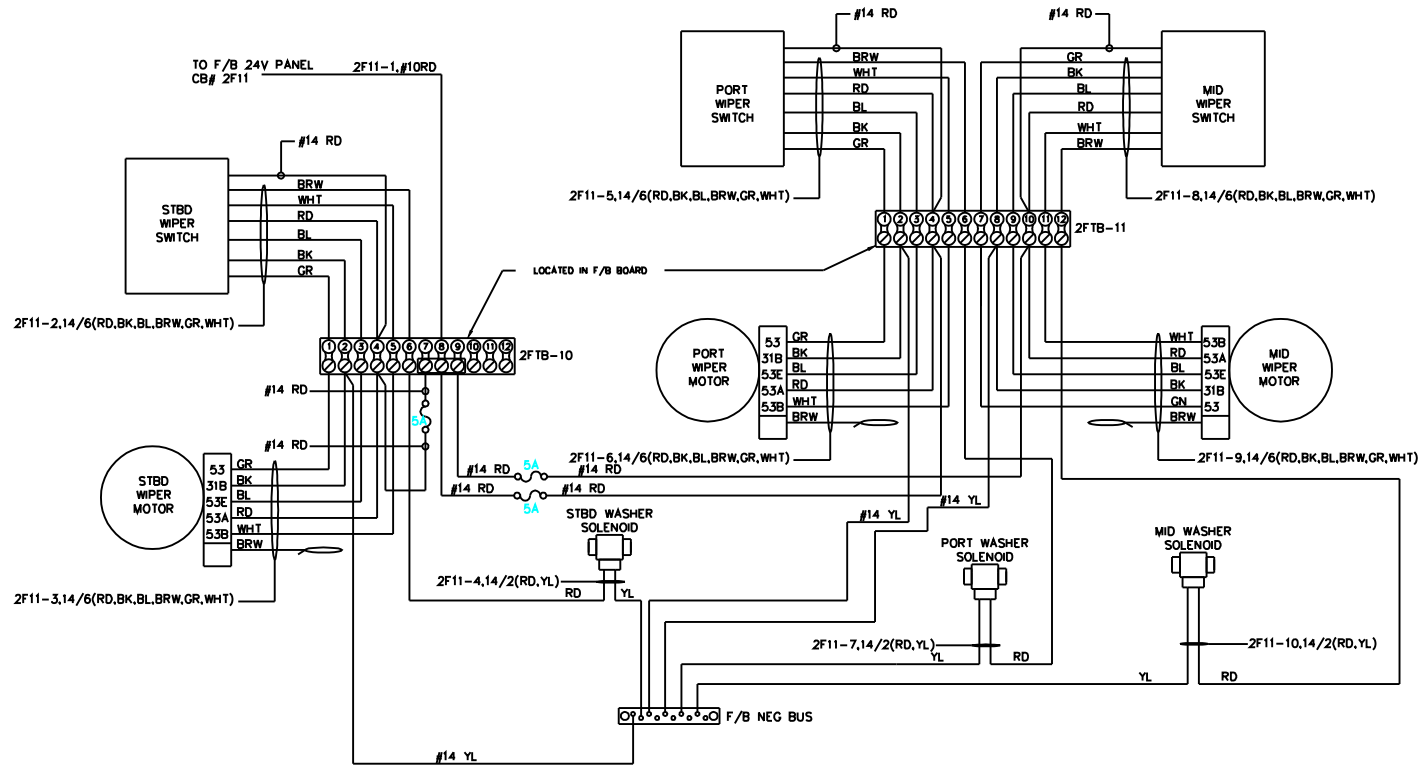 #14 RD
#14 RD
TO F/B 24V PANEL
CB# 2F11
2F11-1,#10RD
PORT
WIPER
SWITCH
BRW
WHT
RD
BL
BK
GR
GR
BK
BL
RD
WHT
BRW
MID
WIPER
SWITCH
2F11-5,14/6(RD,BK,BL,BRW,GR,WHT)
2F11-8,14/6(RD,BK,BL,BRW,GR,WHT)
#14 RD
STBD
WIPER
SWITCH
BRW
WHT
RD
BL
BK
GR
2F11-2,14/6(RD,BK,BL,BRW,GR,WHT)
1 2 3 4 5 6 7 8 9 10 11 12
2FTB-11
LOCATED IN F/B BOARD
1 2 3 4 5 6 7 8 9 10 11 12
2FTB-10
PORT
WIPER
MOTOR
53 GR
31B BK
53E BL
53A RD
53B WHT
BRW
WHT 53B
RD 53A
53E
BK 31B
GN 53
BRW
MID
WIPER
MOTOR
2F11-6,14/6(RD,BK,BL,BRW,GR,WHT)
2F11-9,14/6(RD,BK,BL,BRW,GR,WHT)
#14 RD
5A
#14 RD
STBD
WIPER
MOTOR
53 GR
31B BK
53E BL
53A RD
53B WHT
BRW
2F11-3,14/6(RD,BK,BL,BRW,GR,WHT)
#14 RD 5A #14 RD
#14 RD #14 RD
5A
#14 YL
#14 YL
STBD WASHER
SOLENOID
2F11-4,14/2(RD,YL)
RD YL
PORT WASHER
SOLENOID
2F11-7,14/2(RD,YL)
YL RD
MID WASHER
SOLENOID
2F11-10,14/2(RD,YL)
YL RD
F/B NEG BUS
#14 YL